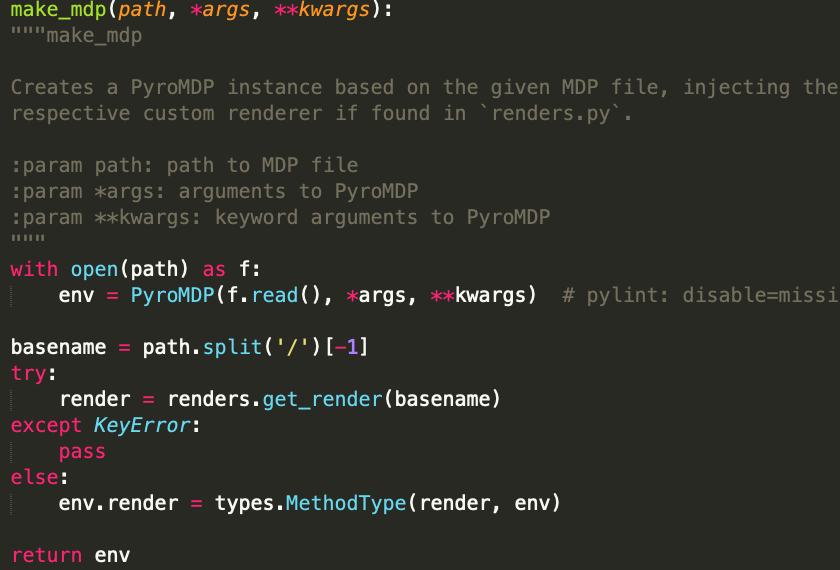 make_mdp(path, *args, **kwargs):
"""make_mdp
Creates a PyroMDP instance based on the given MDP file, injecting the
respective custom renderer if found in `renders.py`.
:param path: path to MDP file
:param *args: arguments to PyroMDP
:param **kwargs: keyword arguments to PyroMDP
"""
with open(path) as f:
env = PyroMDP(f.read(), *args, **kwargs)  # pylint: disable=missi
basename = path.split('/')[-1]
try:
render = renders.get_render(basename)
except KeyError:
pass
else:
env.render = types.MethodType(render, env)
return env